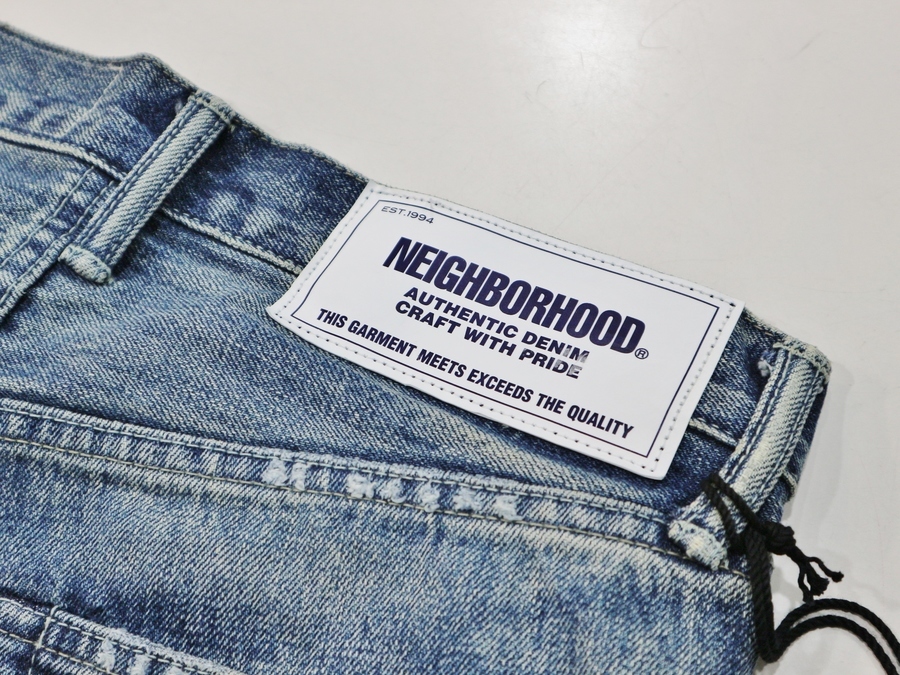 EST.1994
NEIGHBORHOOD®
AUTHENTIC DENIM
CRAFT WITH PRIDE
THIS GARMENT MEETS EXCEEDS THE QUALITY